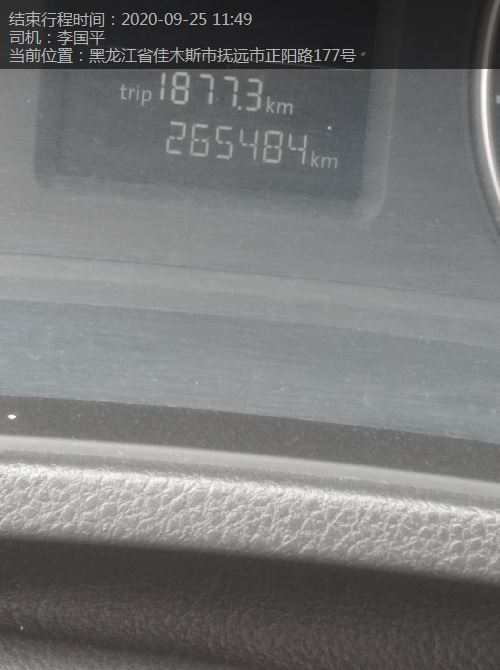 结束行程时间：2020-09-25 11:49
司机：李国平
当前位置：黑龙江省佳木斯市抚远市正阳路177号
trip 1877.3 km
265484 km